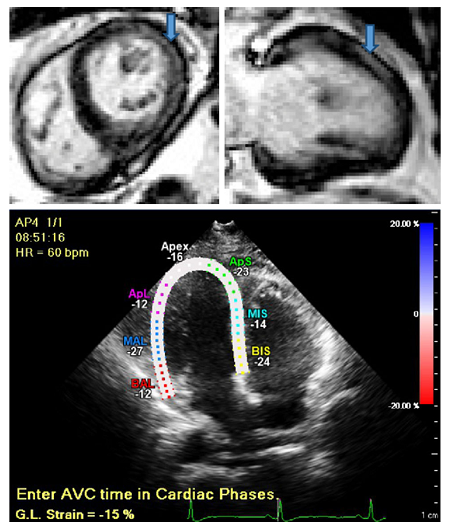 AP4 1/1
08:51:16
HR = 60 bpm
20.00 %
0
-20.00 %
Apex
-16
ApS
-23
ApL
-12
MIS
-14
MAL
-27
BIS
-24
BAL
-12
Enter AVC time in Cardiac Phases.
G.L. Strain = -15 %
1 cm